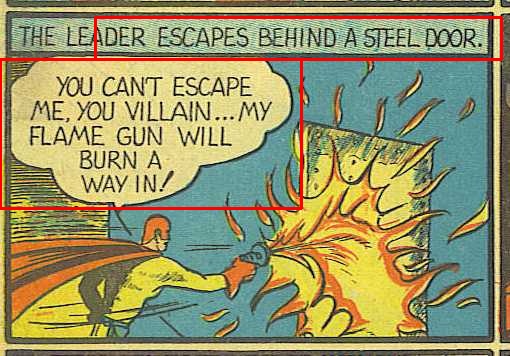 THE LEADER ESCAPES BEHIND A STEEL DOOR.
YOU CAN'T ESCAPE
ME, YOU VILLAIN... MY
FLAME GUN WILL
BURN A
WAY IN!